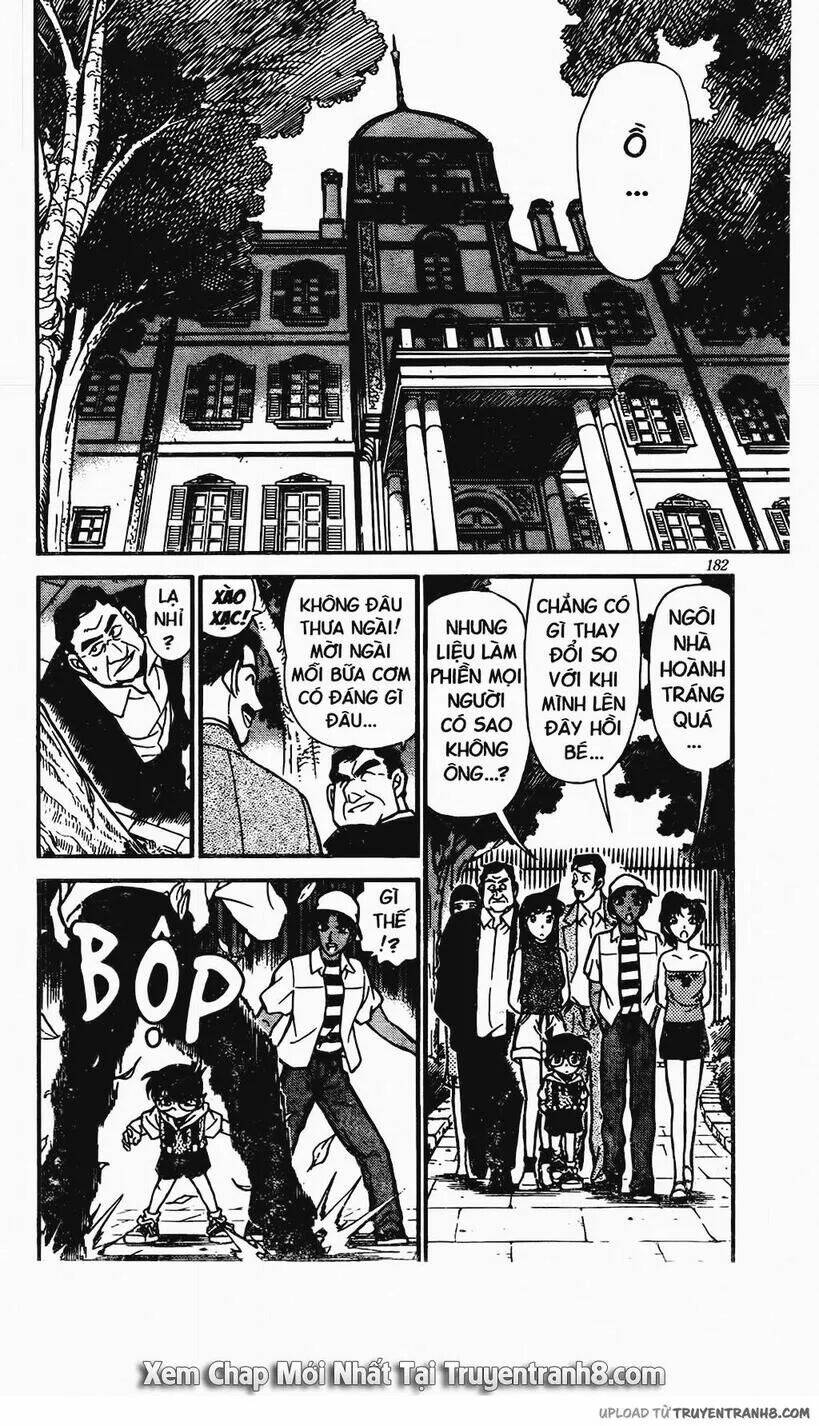 Ồ
...
182
NGÔI
NHÀ
HOÀNH
TRÁNG
QUÁ
...
CHẲNG CÓ
GÌ THAY
ĐỔI SO
VỚI KHI
MÌNH LÊN
ĐÂY HỒI
BÉ...
NHƯNG
LIỆU LÀM
PHIỀN MỌI
NGƯỜI
CÓ SAO
KHÔNG
ÔNG...?
KHÔNG ĐÂU
THƯA NGÀI!
MỜI NGÀI
MỖI BỮA CƠM
CÓ ĐÁNG GÌ
ĐÂU...
XÀO
XẠC!
LẠ
NHỈ
?
GÌ
THẾ
!?
BỘP
Xem Chap Mới Nhất Tại Truyentranh8.com
UPLOAD TỪ TRUYENTRANH8.COM